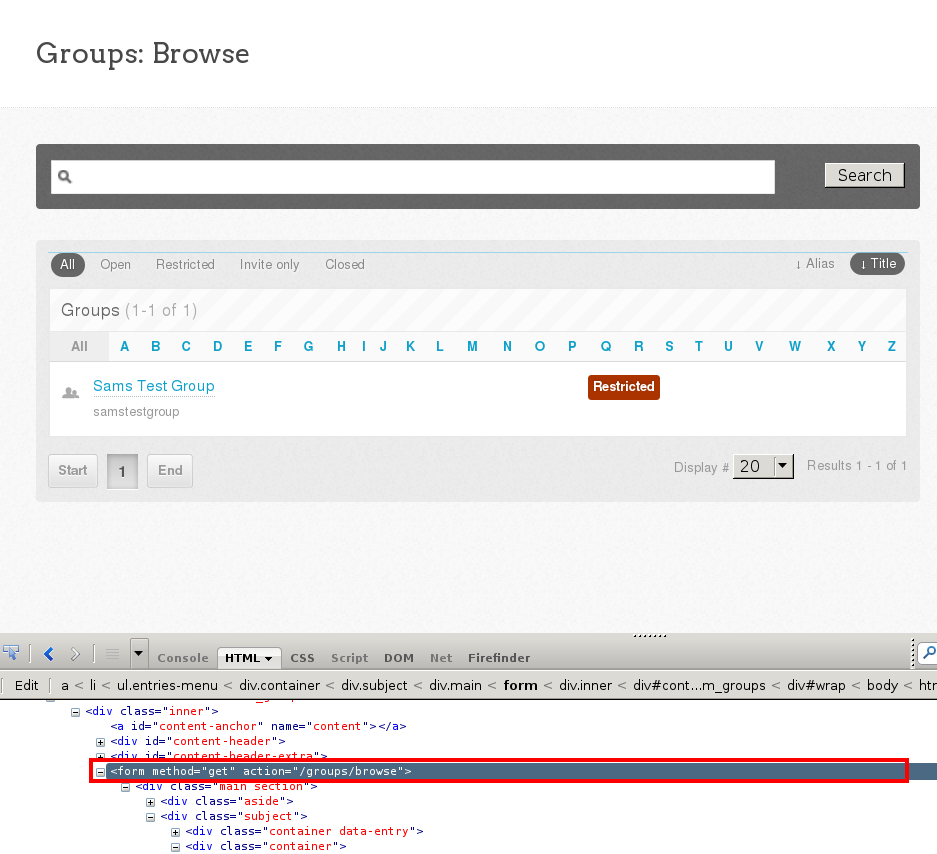 Groups: Browse
Search
All Open Restricted Invite only Closed ↓ Alias ↓ Title
Groups (1-1 of 1)
All A B C D E F G H I J K L M N O P Q R S T U V W X Y Z
Sams Test Group Restricted
samstestgroup
Start 1 End Display # 20 Results 1 - 1 of 1
Console HTML CSS Script DOM Net Firefinder
Edit a < li < ul.entries-menu < div.container < div.subject < div.main < form < div.inner < div#cont...m_groups < div#wrap < body < htm
<div class="inner">
<a id="content-anchor" name="content"></a>
<div id="content-header">
<div id="content-header-extra">
<form method="get" action="/groups/browse">
<div class="main section">
<div class="aside">
<div class="subject">
<div class="container data-entry">
<div class="container">